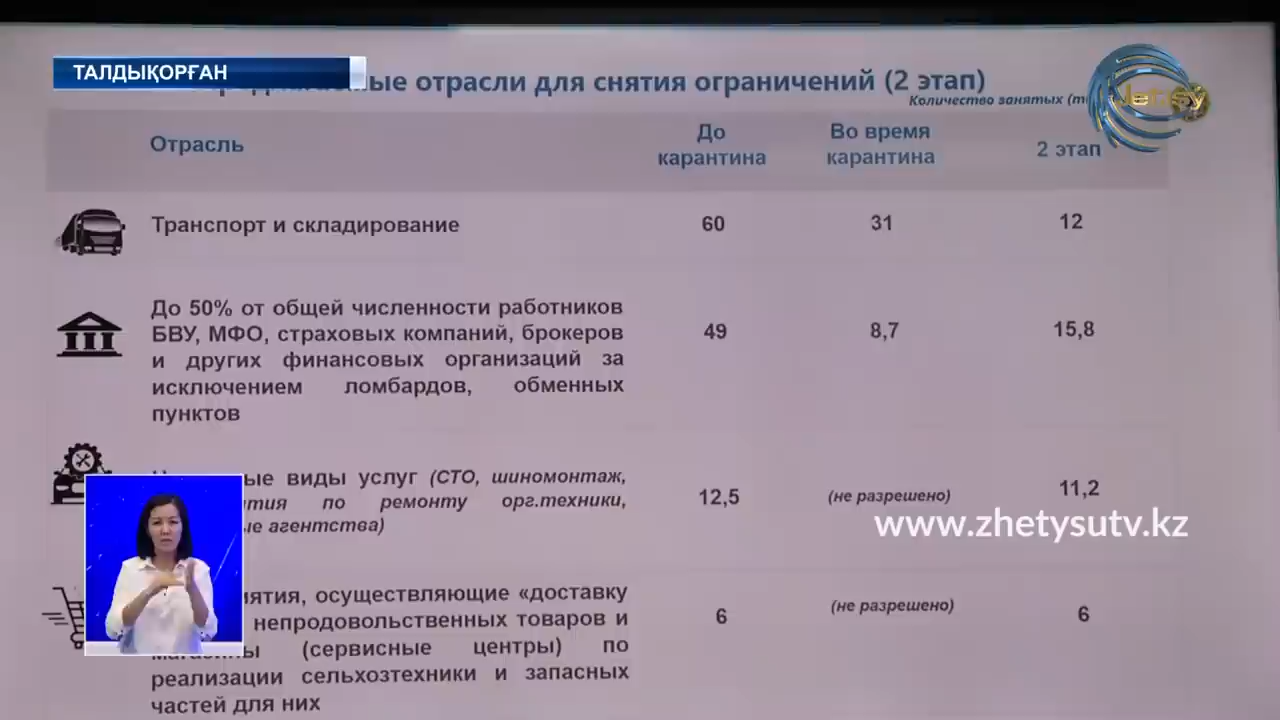 ТАЛДЫҚОРҒАН
отрасли для снятия ограничений (2 этап)
Количество занятых
Jetisy
Отрасль
До
карантина
Во время
карантина
2 этап
Транспорт и складирование
60
31
12
До 50% от общей численности работников
БВУ, МФО, страховых компаний, брокеров
и других финансовых организаций за
исключением ломбардов, обменных
пунктов
49
8,7
15,8
виды услуг (СТО, шиномонтаж,
по ремонту орг.техники,
агентства)
12,5
(не разрешено)
11,2
www.zhetysutv.kz
осуществляющие «доставку
непродовольственных товаров и
магазины (сервисные центры) по
реализации сельхозтехники и запасных
частей для них
6
(не разрешено)
6